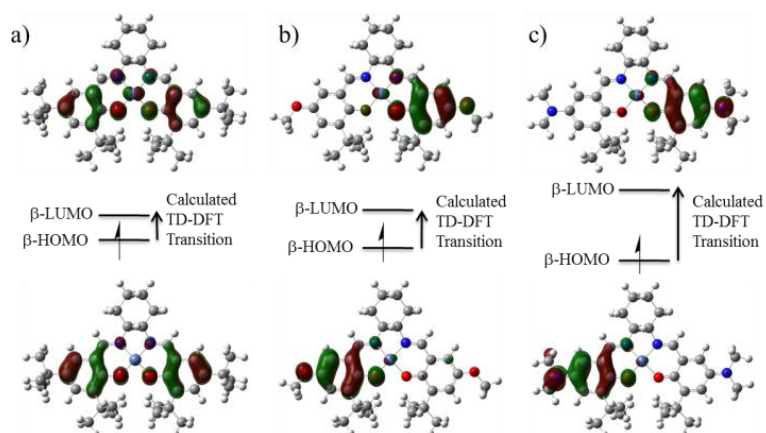 a)
b)
c)
β-LUMO
β-HOMO
Calculated
TD-DFT
Transition
β-LUMO
β-HOMO
Calculated
TD-DFT
Transition
β-LUMO
β-HOMO
Calculated
TD-DFT
Transition